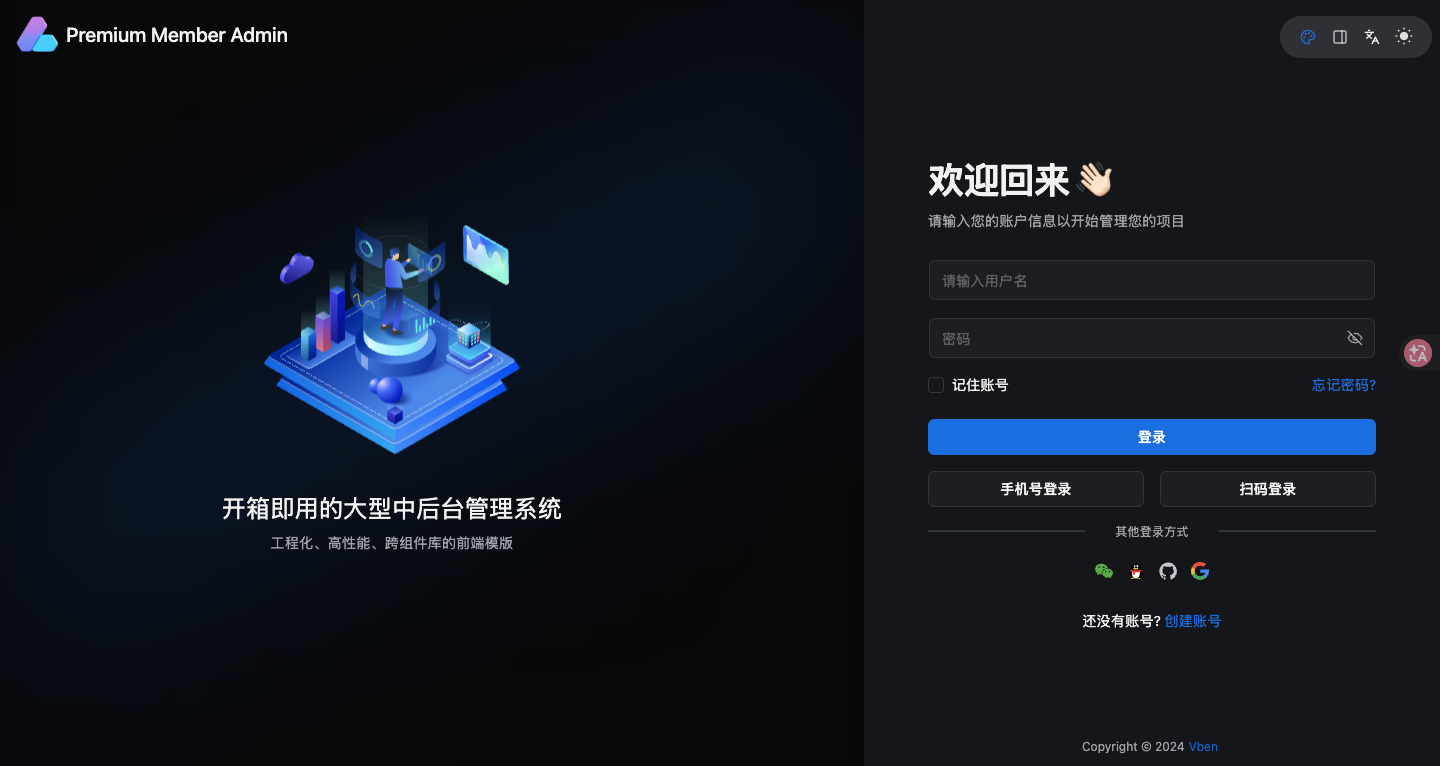 Premium Member Admin
开箱即用的大型中后台管理系统
工程化、高性能、跨组件库的前端模版
欢迎回来👋🏻
请输入您的账户信息以开始管理您的项目
请输入用户名
密码
记住账号
忘记密码?
登录
手机号登录
扫码登录
其他登录方式
还没有账号? 创建账号
Copyright © 2024 Vben